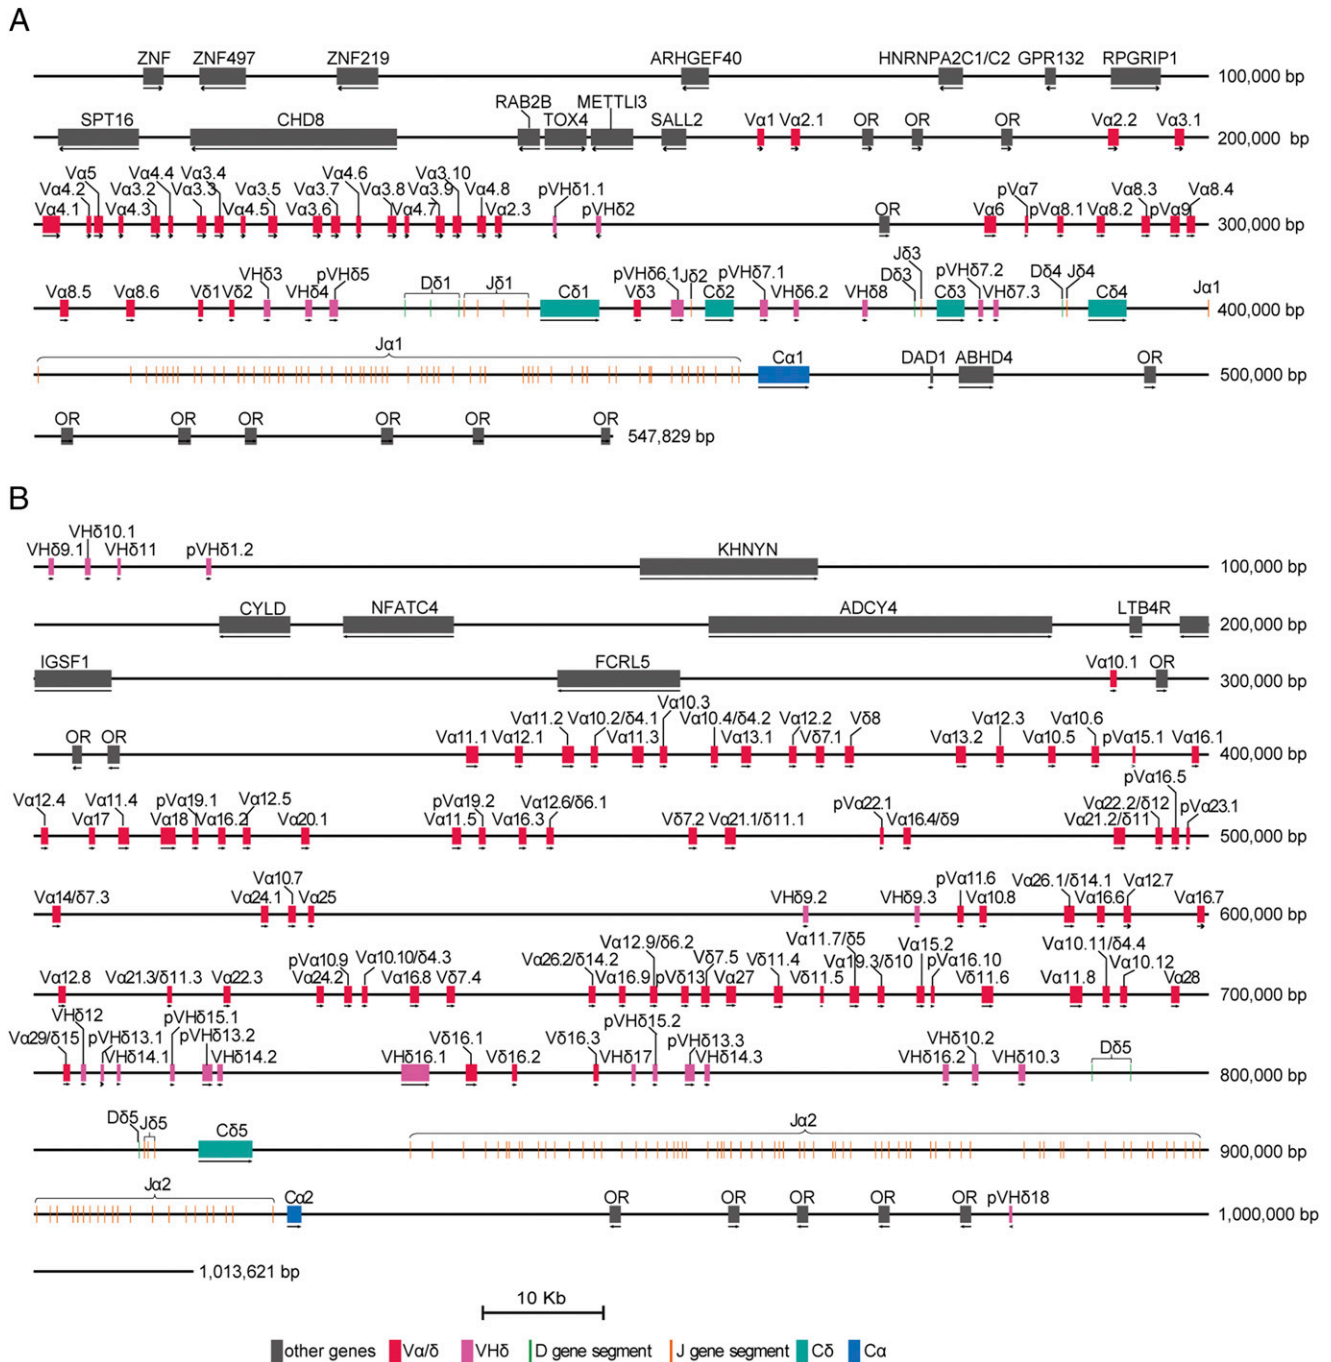 A
ZNF ZNF497 ZNF219 ARHGEF40 HNRNPA2C1/C2 GPR132 RPGRIP1
100,000 bp
SPT16 CHD8 RAB2B TOX4 METTLI3 SALL2 Vα1 Vα2.1 OR OR OR Vα2.2 Vα3.1
200,000 bp
Vα4.1 Vα4.2 Vα5 Vα4.3 Vα3.2 Vα4.4 Vα3.3 Vα3.4 Vα4.5 Vα3.5 Vα3.6 Vα3.7 Vα4.6 Vα3.8 Vα4.7 Vα3.9 Vα3.10 Vα4.8 Vα2.3 pVHδ1.1 pVHδ2 OR Vα6 pVα7 pVα8.1 Vα8.2 Vα8.3 pVα9 Vα8.4
300,000 bp
Vα8.5 Vα8.6 Vδ1 Vδ2 VHδ3 VHδ4 pVHδ5 Dδ1 Jδ1 Cδ1 Vδ3 pVHδ6.1 Jδ2 Cδ2 pVHδ7.1 VHδ6.2 VHδ8 Dδ3 Jδ3 Cδ3 pVHδ7.2 VHδ7.3 Dδ4 Jδ4 Cδ4 Jα1
400,000 bp
Jα1 Cα1 DAD1 ABHD4 OR
500,000 bp
OR OR OR OR OR OR
547,829 bp
B
VHδ9.1 VHδ10.1 VHδ11 pVHδ1.2 KHNYN
100,000 bp
CYLD NFATC4 ADCY4 LTB4R
200,000 bp
IGSF1 FCRL5 Vα10.1 OR
300,000 bp
OR OR Vα11.1 Vα12.1 Vα11.2 Vα10.2/δ4.1 Vα11.3 Vα10.3 Vα10.4/δ4.2 Vα13.1 Vα12.2 Vδ7.1 Vδ8 Vα13.2 Vα12.3 Vα10.5 Vα10.6 pVα15.1 Vα16.1
400,000 bp
Vα12.4 Vα17 Vα11.4 Vα18 pVα19.1 Vα16.2 Vα12.5 Vα20.1 Vα11.5 pVα19.2 Vα16.3 Vα12.6/δ6.1 Vδ7.2 Vα21.1/δ11.1 pVα22.1 Vα16.4/δ9 Vα21.2/δ11 Vα22.2/δ12 pVα16.5 pVα23.1
500,000 bp
Vα14/δ7.3 Vα24.1 Vα10.7 Vα25 VHδ9.2 VHδ9.3 pVα11.6 Vα10.8 Vα26.1/δ14.1 Vα16.6 Vα12.7 Vα16.7
600,000 bp
Vα12.8 Vα21.3/δ11.3 Vα22.3 Vα24.2 pVα10.9 Vα10.10/δ4.3 Vα16.8 Vδ7.4 Vα26.2/δ14.2 Vα16.9 Vα12.9/δ6.2 pVδ13 Vδ7.5 Vα27 Vδ11.4 Vδ11.5 Vα11.7/δ5 Vα19.3/δ10 Vα15.2 pVα16.10 Vδ11.6 Vα11.8 Vα10.11/δ4.4 Vα10.12 Vα28
700,000 bp
Vα29/δ15 VHδ12 pVHδ13.1 VHδ14.1 pVHδ15.1 pVHδ13.2 VHδ14.2 VHδ16.1 Vδ16.1 Vδ16.2 Vδ16.3 VHδ17 pVHδ15.2 pVHδ13.3 VHδ14.3 VHδ16.2 VHδ10.2 VHδ10.3 Dδ5
800,000 bp
Dδ5 Jδ5 Cδ5 Jα2
900,000 bp
Jα2 Cα2 OR OR OR OR OR pVHδ18
1,000,000 bp
1,013,621 bp
10 Kb
other genes Vα/δ VHδ D gene segment J gene segment Cδ Cα